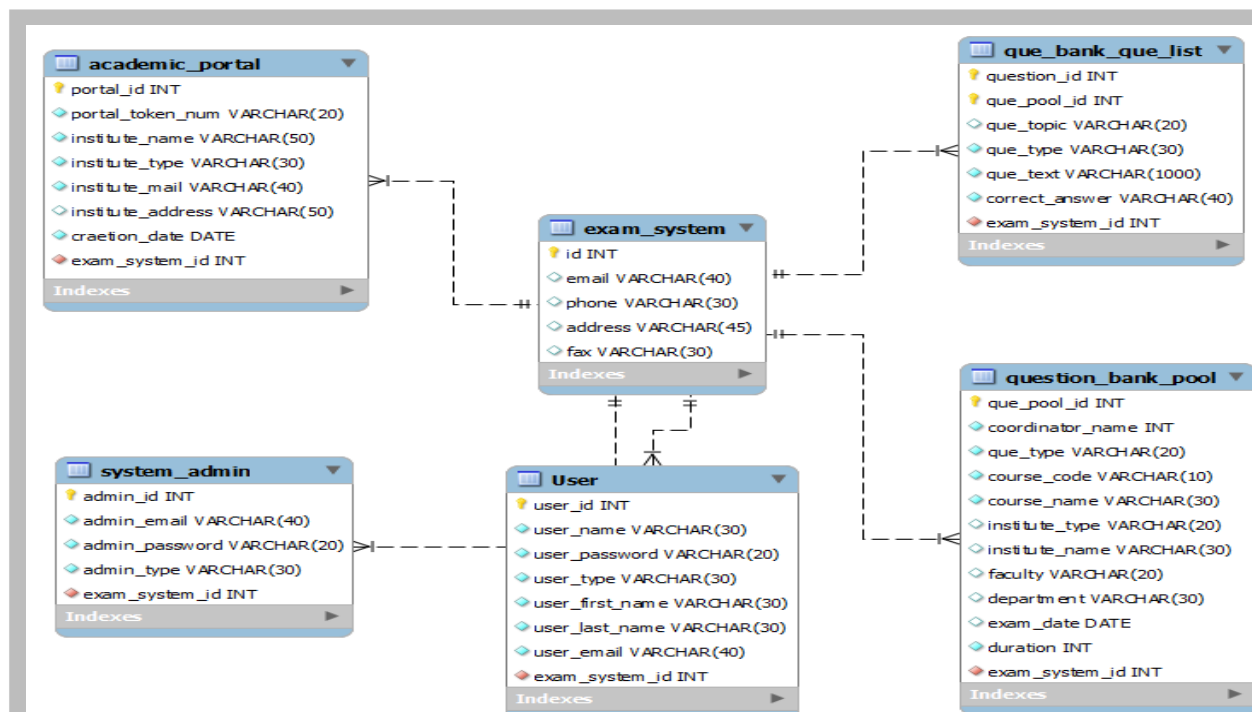 academic_portal
portal_id INT
portal_token_num VARCHAR(20)
institute_name VARCHAR(50)
institute_type VARCHAR(30)
institute_mail VARCHAR(40)
institute_address VARCHAR(50)
craetion_date DATE
exam_system_id INT
Indexes
que_bank_que_list
question_id INT
que_pool_id INT
que_topic VARCHAR(20)
que_type VARCHAR(30)
que_text VARCHAR(1000)
correct_answer VARCHAR(40)
exam_system_id INT
Indexes
exam_system
id INT
email VARCHAR(40)
phone VARCHAR(30)
address VARCHAR(45)
fax VARCHAR(30)
Indexes
system_admin
admin_id INT
admin_email VARCHAR(40)
admin_password VARCHAR(20)
admin_type VARCHAR(30)
exam_system_id INT
Indexes
User
user_id INT
user_name VARCHAR(30)
user_password VARCHAR(20)
user_type VARCHAR(30)
user_first_name VARCHAR(30)
user_last_name VARCHAR(30)
user_email VARCHAR(40)
exam_system_id INT
Indexes
question_bank_pool
que_pool_id INT
coordinator_name INT
que_type VARCHAR(20)
course_code VARCHAR(10)
course_name VARCHAR(30)
institute_type VARCHAR(20)
institute_name VARCHAR(30)
faculty VARCHAR(20)
department VARCHAR(30)
exam_date DATE
duration INT
exam_system_id INT
Indexes